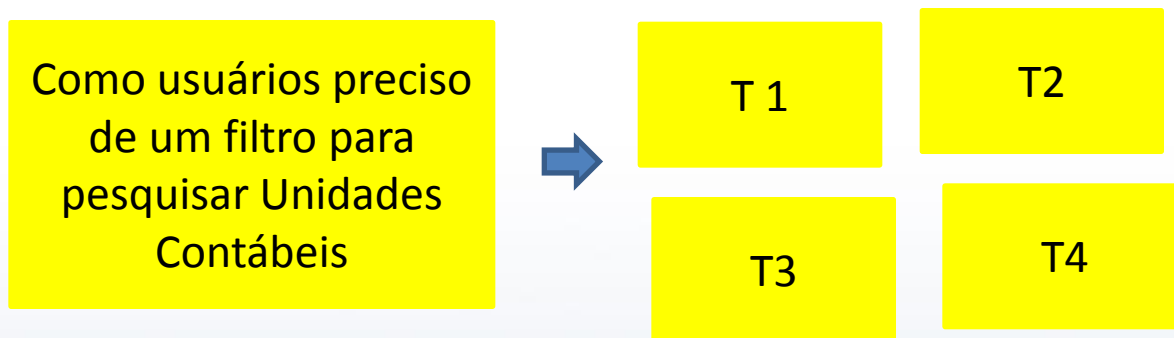 Como usuários preciso
de um filtro para
pesquisar Unidades
Contábeis
T 1
T2
T3
T4